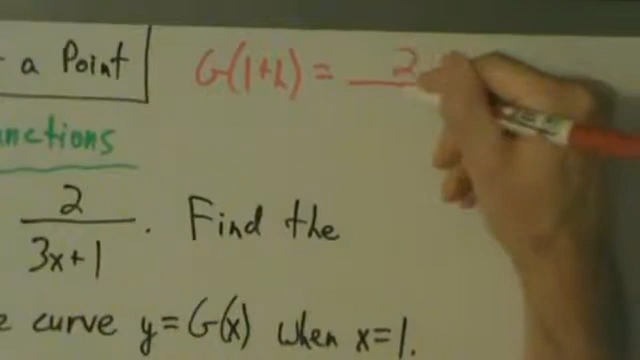 a Point
G(1+h) = 2
nctions
2
3x+1 . Find the
curve y=G(x) when x=1.